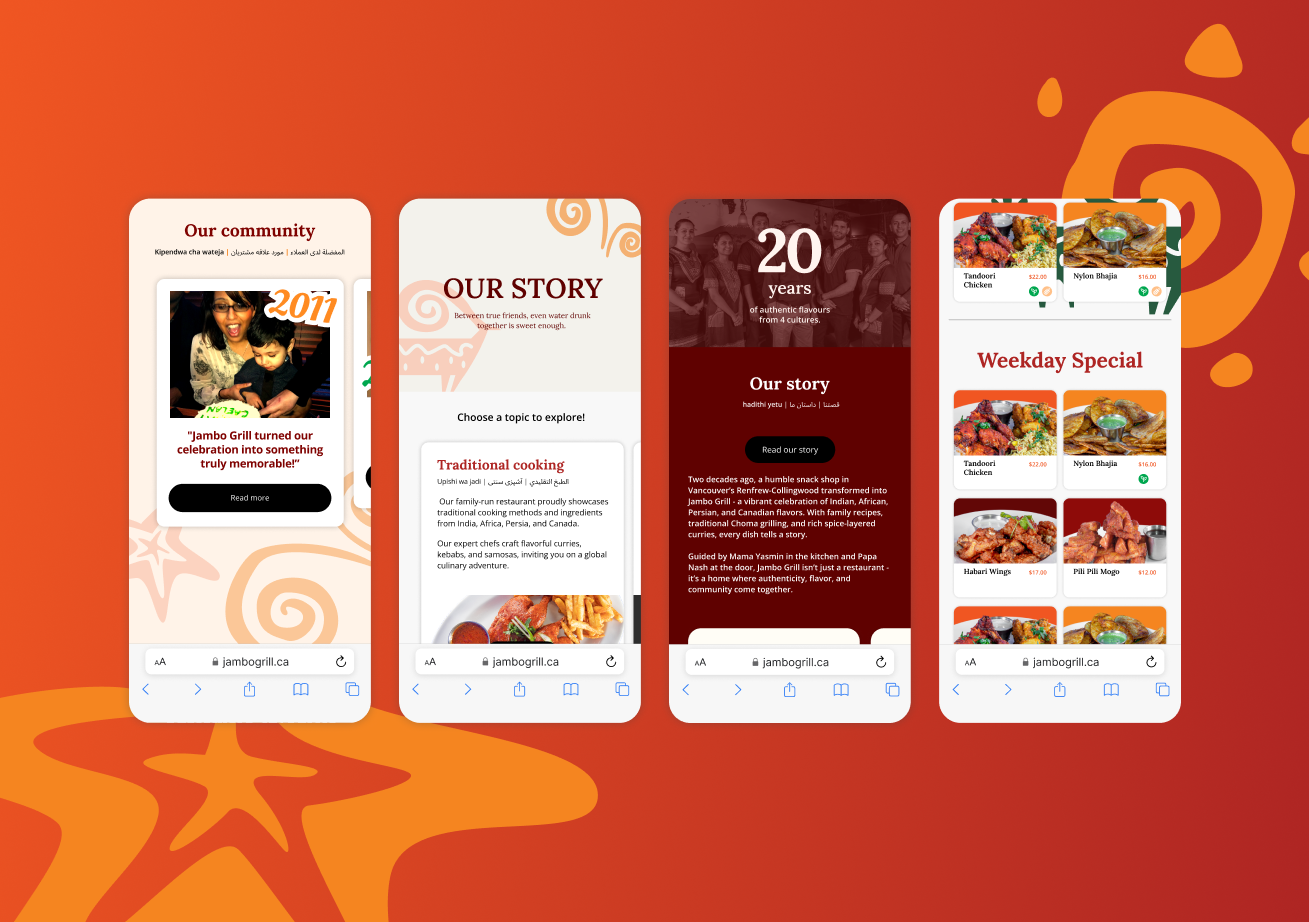 Our community
Kipendwa cha wateja | مورد علاقه مشتریان | المفضلة لدى العملاء
2011
CAELAN
"Jambo Grill turned our
celebration into something
truly memorable!”
Read more
AA
jambogrill.ca
OUR STORY
Between true friends, even water drunk
together is sweet enough.
Choose a topic to explore!
Traditional cooking
Upishi wa jadi | آشپزی سنتی | الطبخ التقليدي
Our family-run restaurant proudly showcases
traditional cooking methods and ingredients
from India, Africa, Persia, and Canada.
Our expert chefs craft flavorful curries,
kebabs, and samosas, inviting you on a global
culinary adventure.
AA
jambogrill.ca
20
years
of authentic flavours
from 4 cultures.
Our story
hadithi yetu | داستان ما | قصتنا
Read our story
Two decades ago, a humble snack shop in
Vancouver's Renfrew-Collingwood transformed into
Jambo Grill - a vibrant celebration of Indian, African,
Persian, and Canadian flavors. With family recipes,
traditional Choma grilling, and rich spice-layered
curries, every dish tells a story.
Guided by Mama Yasmin in the kitchen and Papa
Nash at the door, Jambo Grill isn’t just a restaurant -
it’s a home where authenticity, flavor, and
community come together.
AA
jambogrill.ca
Tandoori
Chicken
$22.00
Nylon Bhajia
$16.00
Weekday Special
Tandoori
Chicken
$22.00
Nylon Bhajia
$16.00
Habari Wings
$17.00
Pili Pili Mogo
$12.00
AA
jambogrill.ca